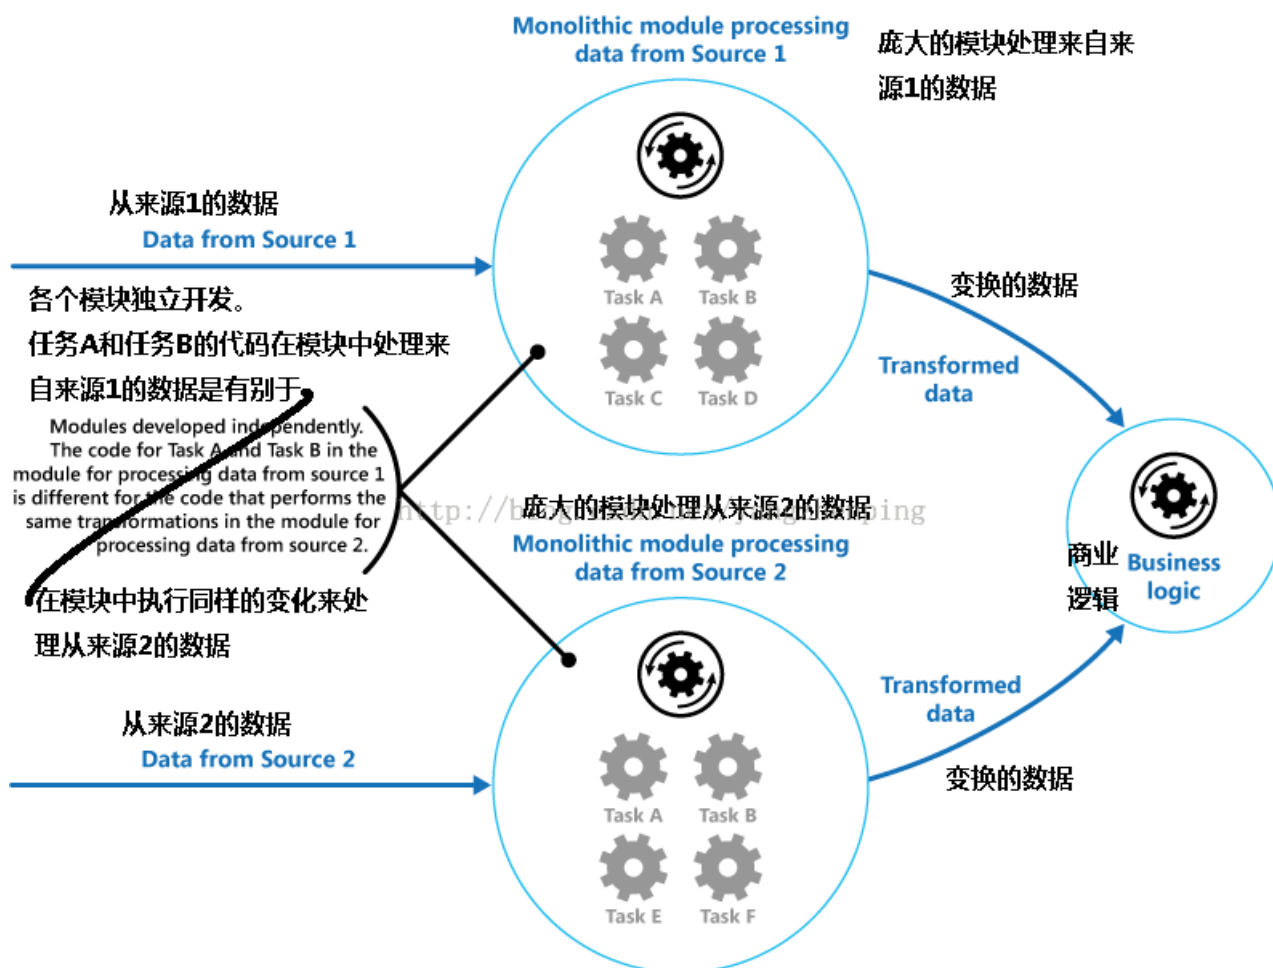 Monolithic module processing
data from Source 1
庞大的模块处理来自来
源1的数据
从来源1的数据
Data from Source 1
Task A
Task B
Task C
Task D
变换的数据
Transformed
data
各个模块独立开发。
任务A和任务B的代码在模块中处理来
自来源1的数据是有别于
Modules developed independently.
The code for Task A and Task B in the
module for processing data from source 1
is different for the code that performs the
same transformations in the module for
processing data from source 2.
在模块中执行同样的变化来处
理从来源2的数据
庞大的模块处理从来源2的数据
Monolithic module processing
data from Source 2
商业
逻辑
Business
logic
从来源2的数据
Data from Source 2
Task A
Task B
Task E
Task F
Transformed
data
变换的数据